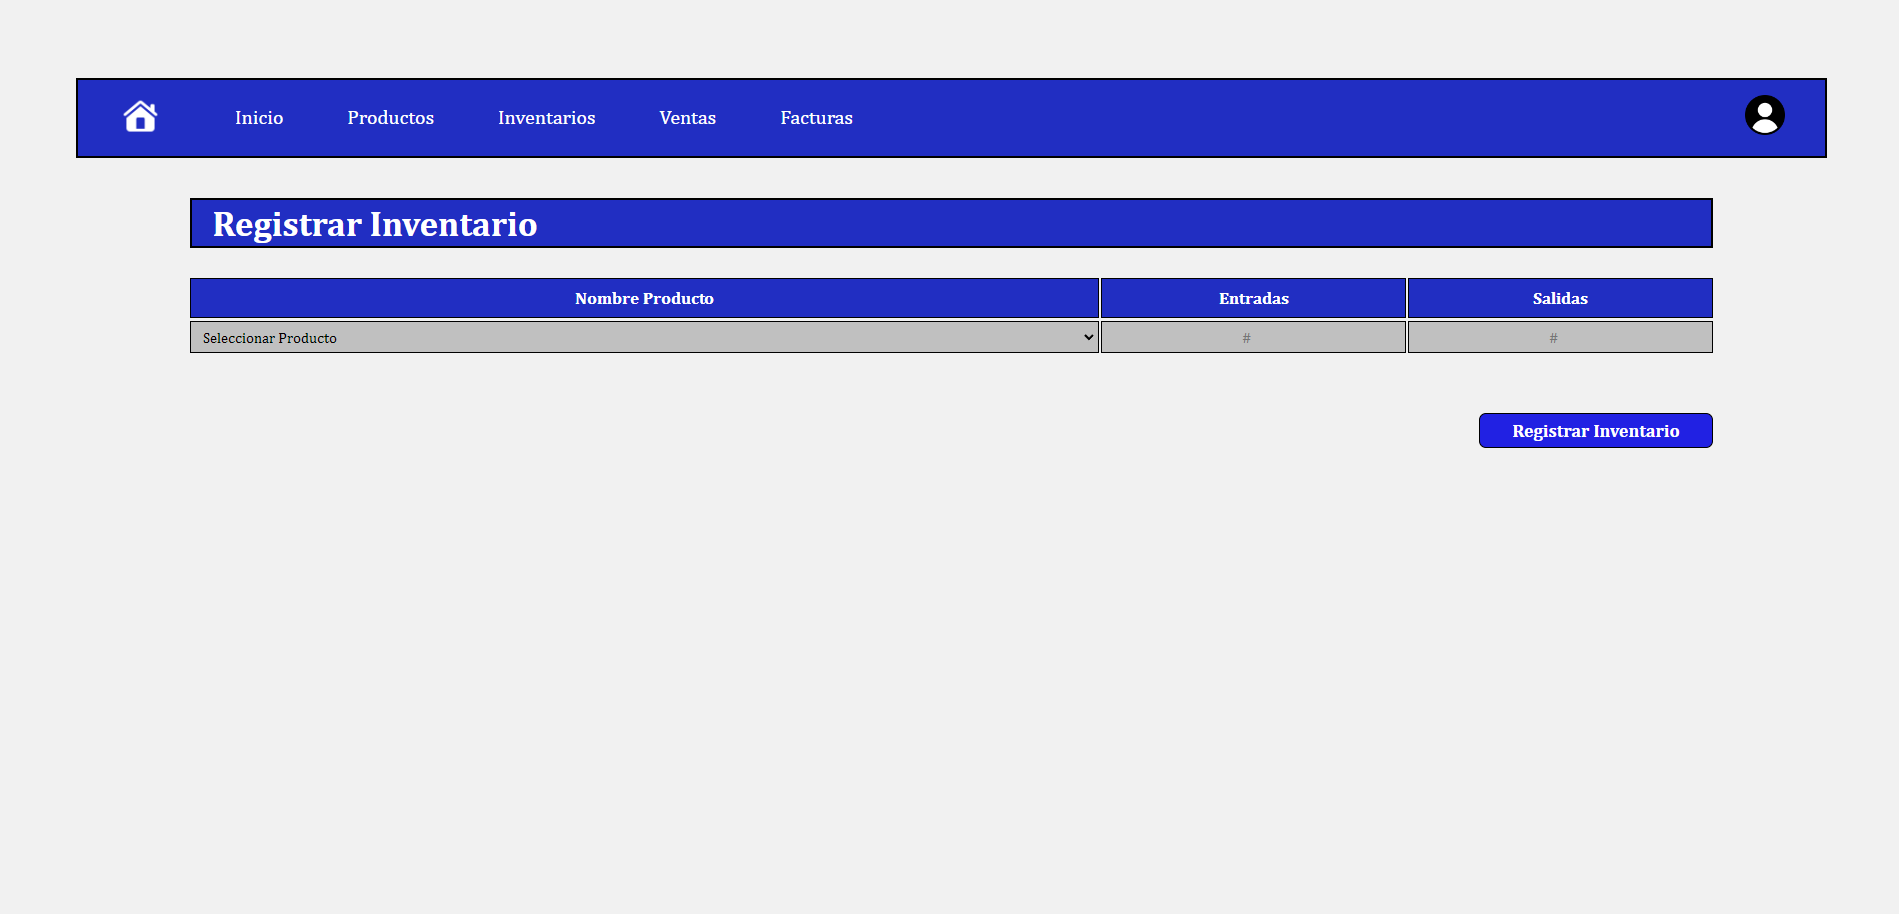 Inicio Productos Inventarios Ventas Facturas
Registrar Inventario
Nombre Producto Entradas Salidas
Seleccionar Producto # #
Registrar Inventario